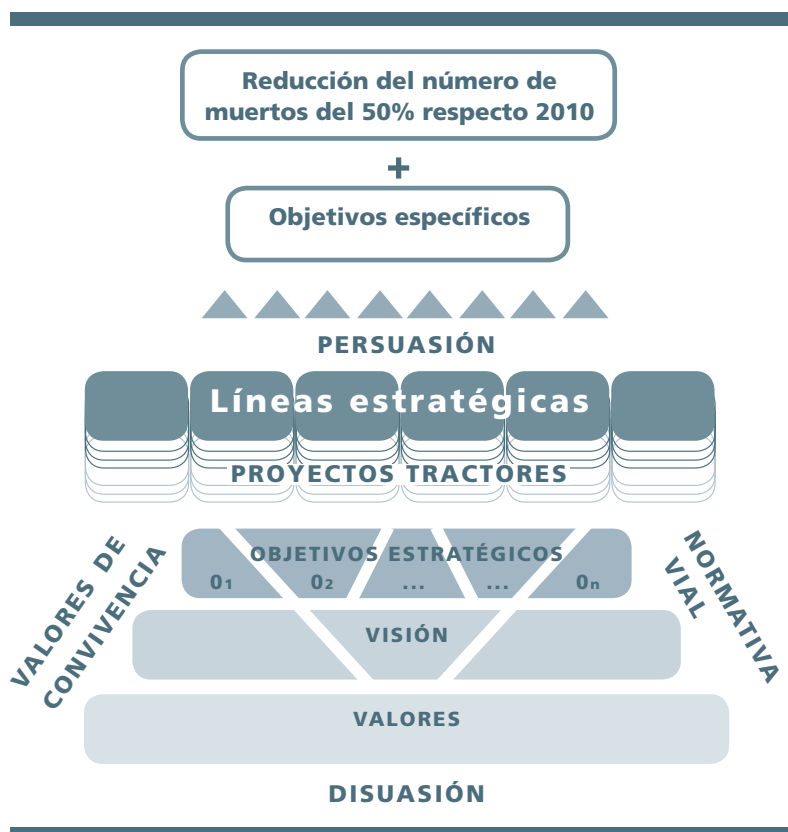 Reducción del número de
muertos del 50% respecto 2010
+
Objetivos específicos
PERSUASIÓN
Líneas estratégicas
PROYECTOS TRACTORES
VALORES DE
CONVIVENCIA
NORMATIVA
VIAL
OBJETIVOS ESTRATÉGICOS
01 02 ... ... 0n
VISIÓN
VALORES
DISUASIÓN